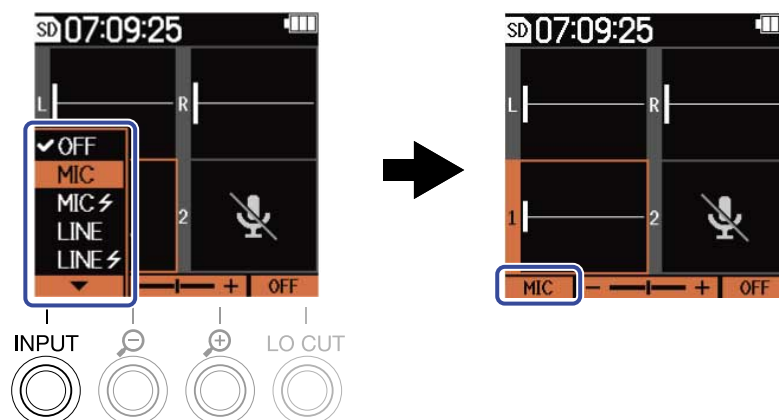 SD 07:09:25
L R
✓OFF
MIC
MIC⚡
LINE
LINE⚡
2
− + OFF
INPUT LO CUT
SD 07:09:25
L R
1 2
MIC − + OFF